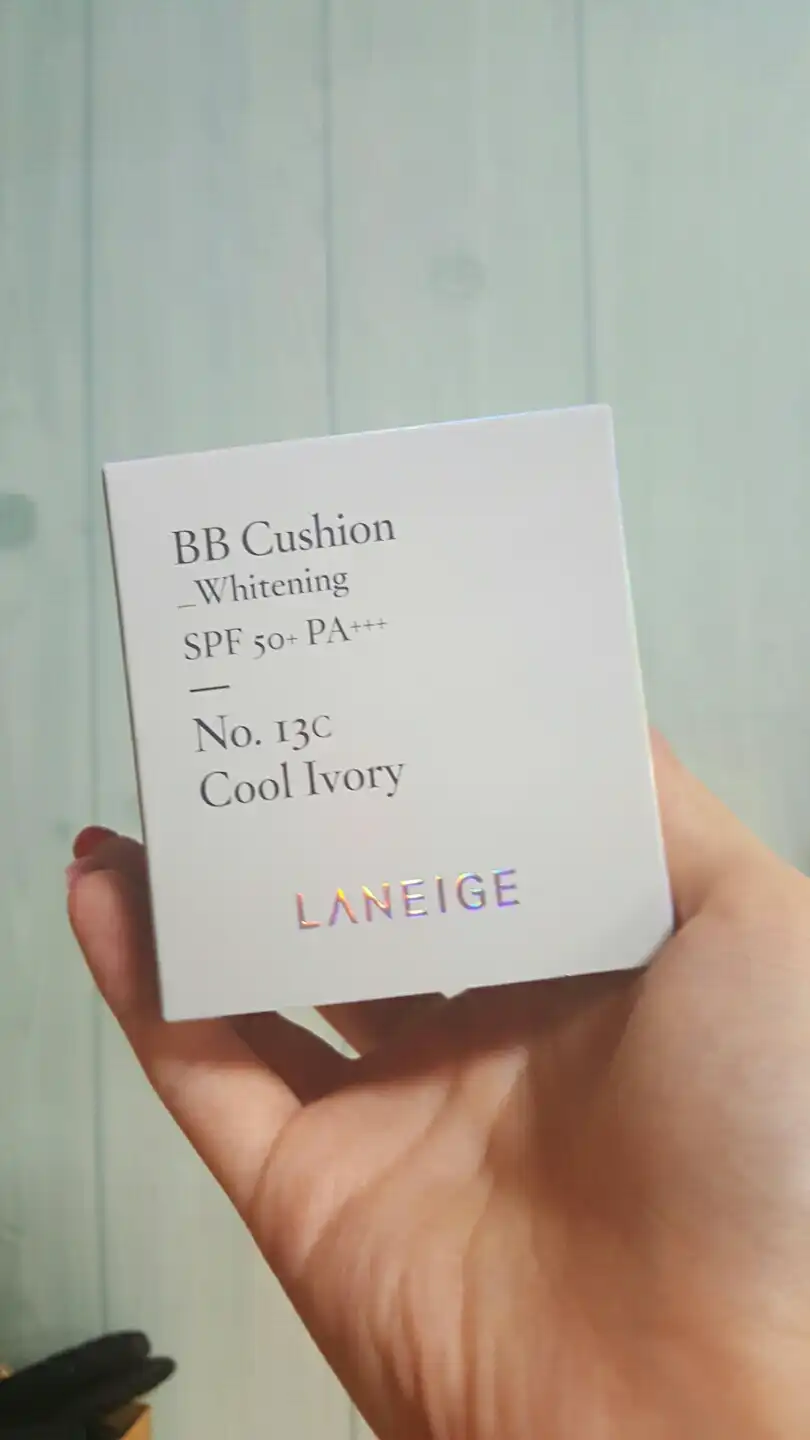 BB Cushion
_Whitening
SPF 50+ PA+++
—
No. 13C
Cool Ivory
LANEIGE